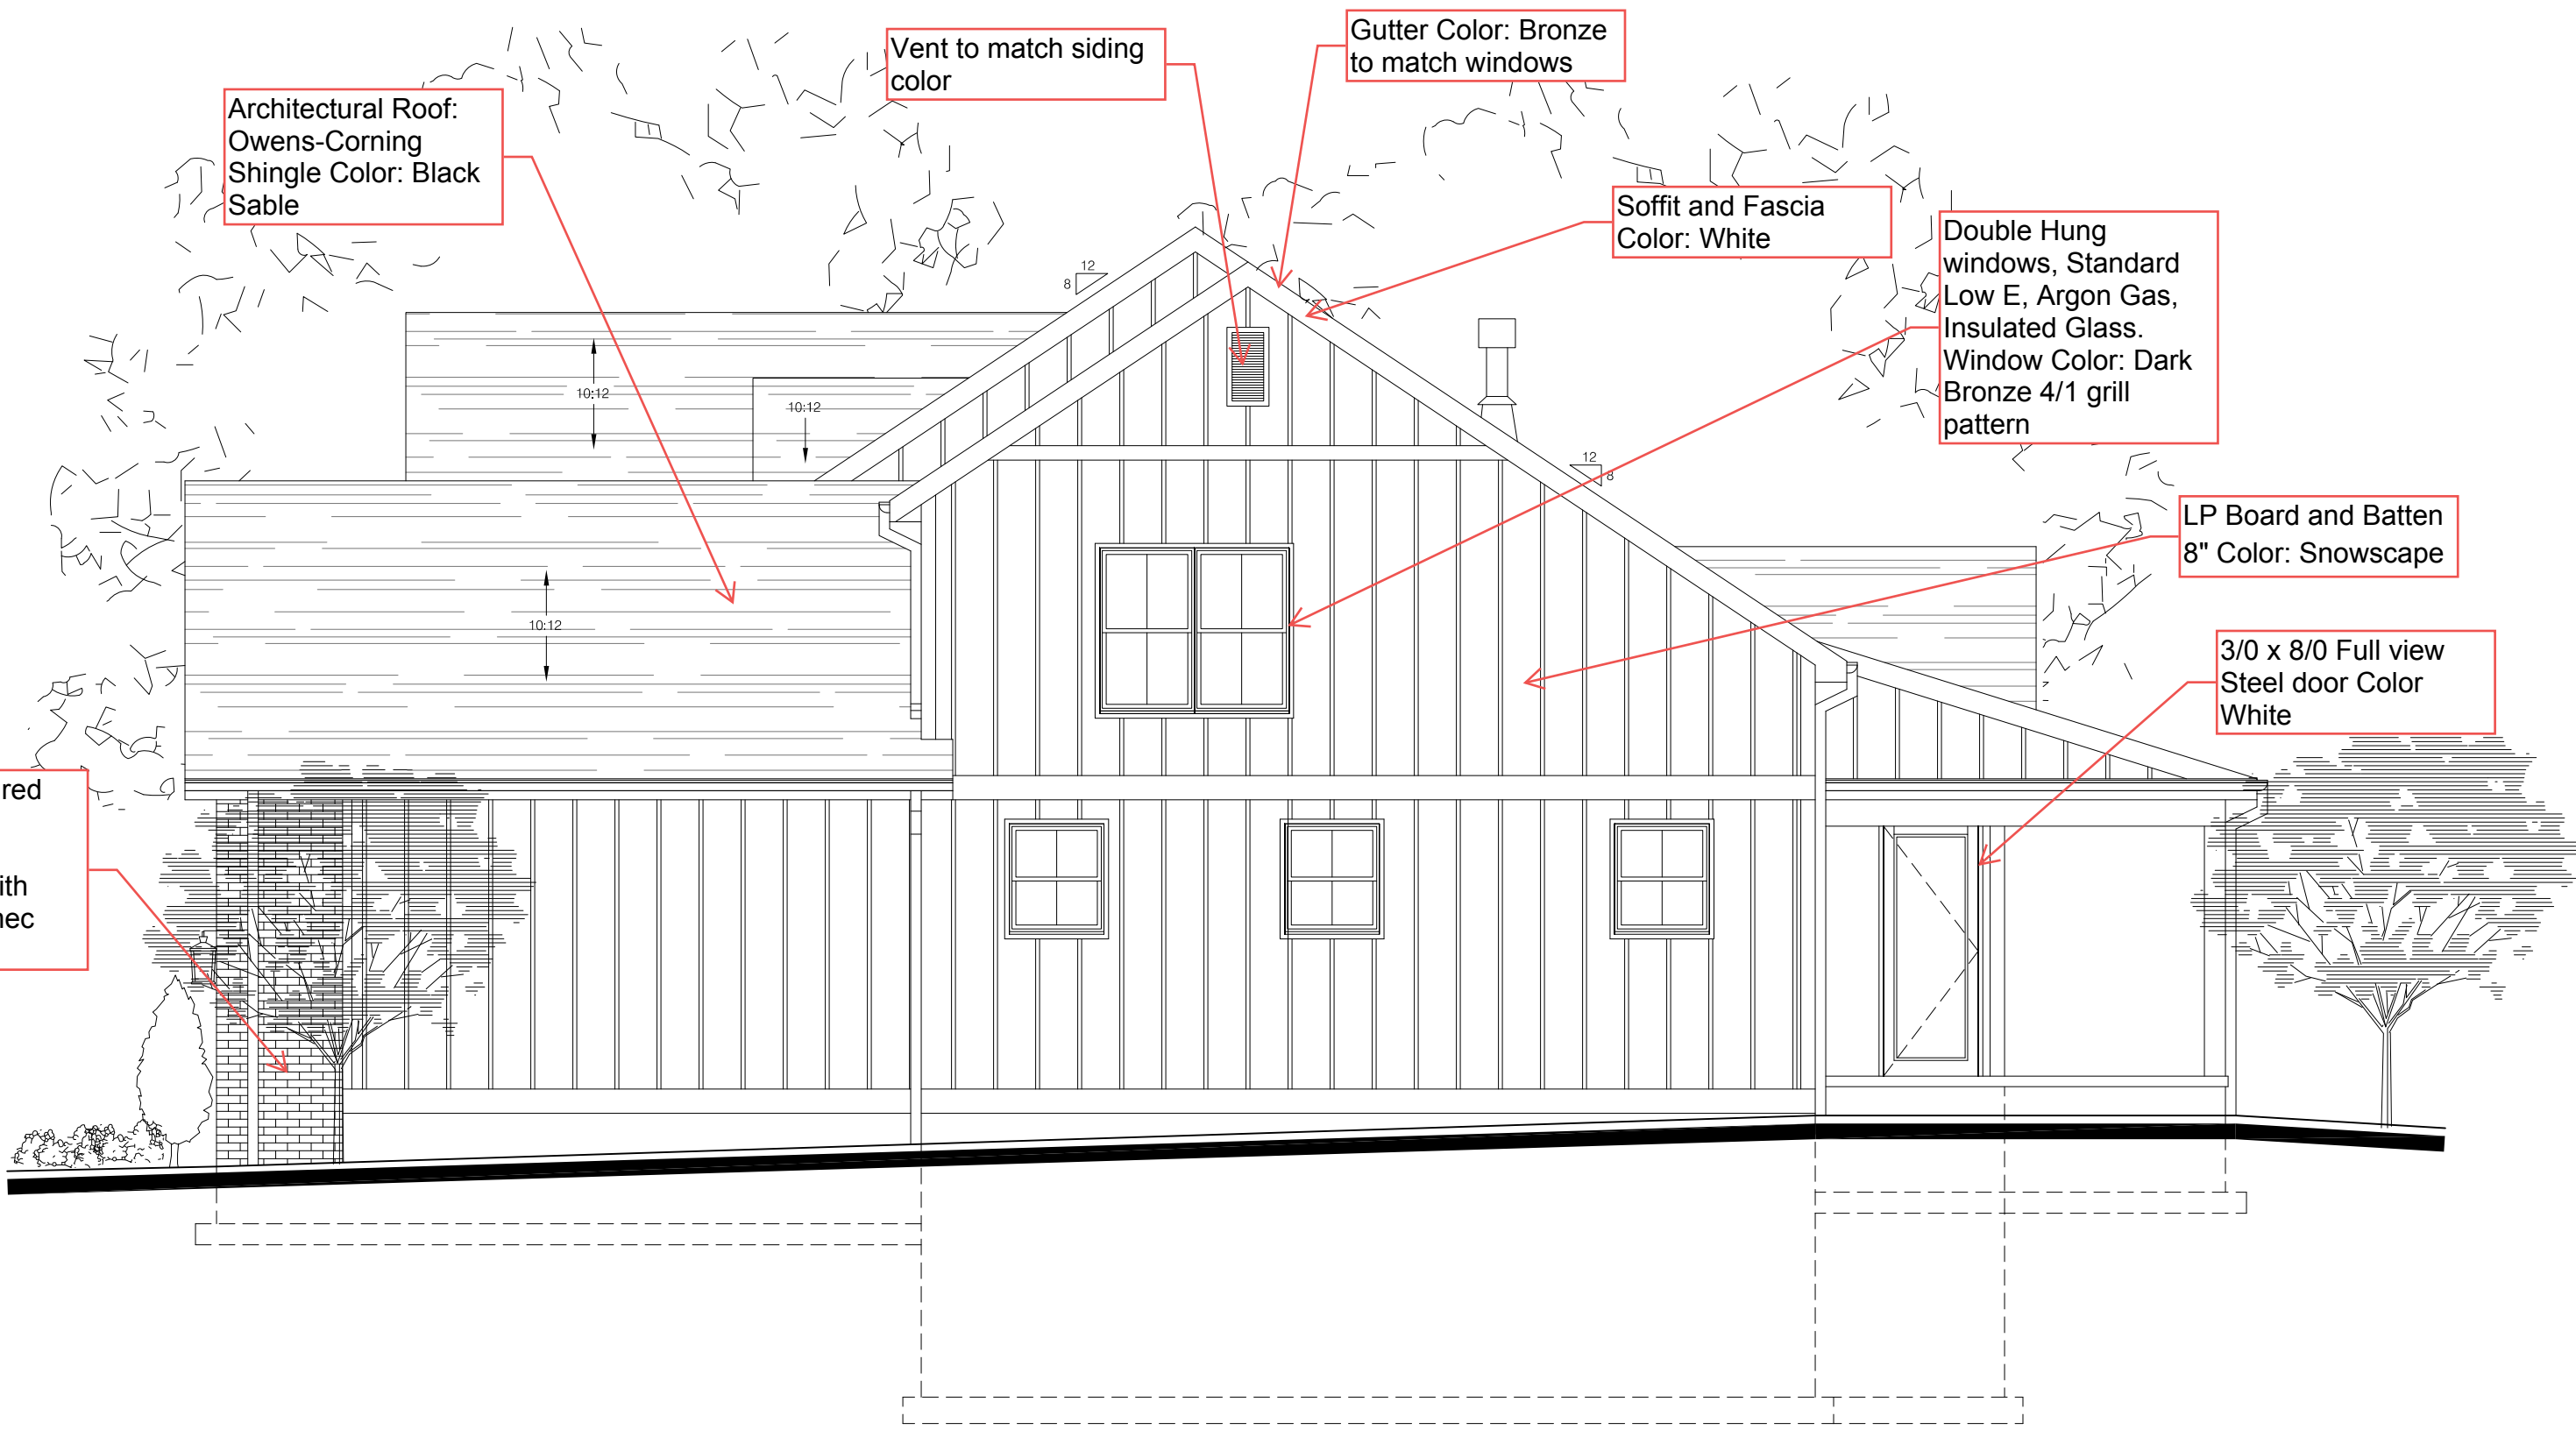 Vent to match siding
color
Gutter Color: Bronze
to match windows
Architectural Roof:
Owens-Corning
Shingle Color: Black
Sable
Soffit and Fascia
Color: White
Double Hung
windows, Standard
Low E, Argon Gas,
Insulated Glass.
Window Color: Dark
Bronze 4/1 grill
pattern
12
8
10:12
10:12
12
8
LP Board and Batten
8" Color: Snowscape
10:12
3/0 x 8/0 Full view
Steel door Color
White